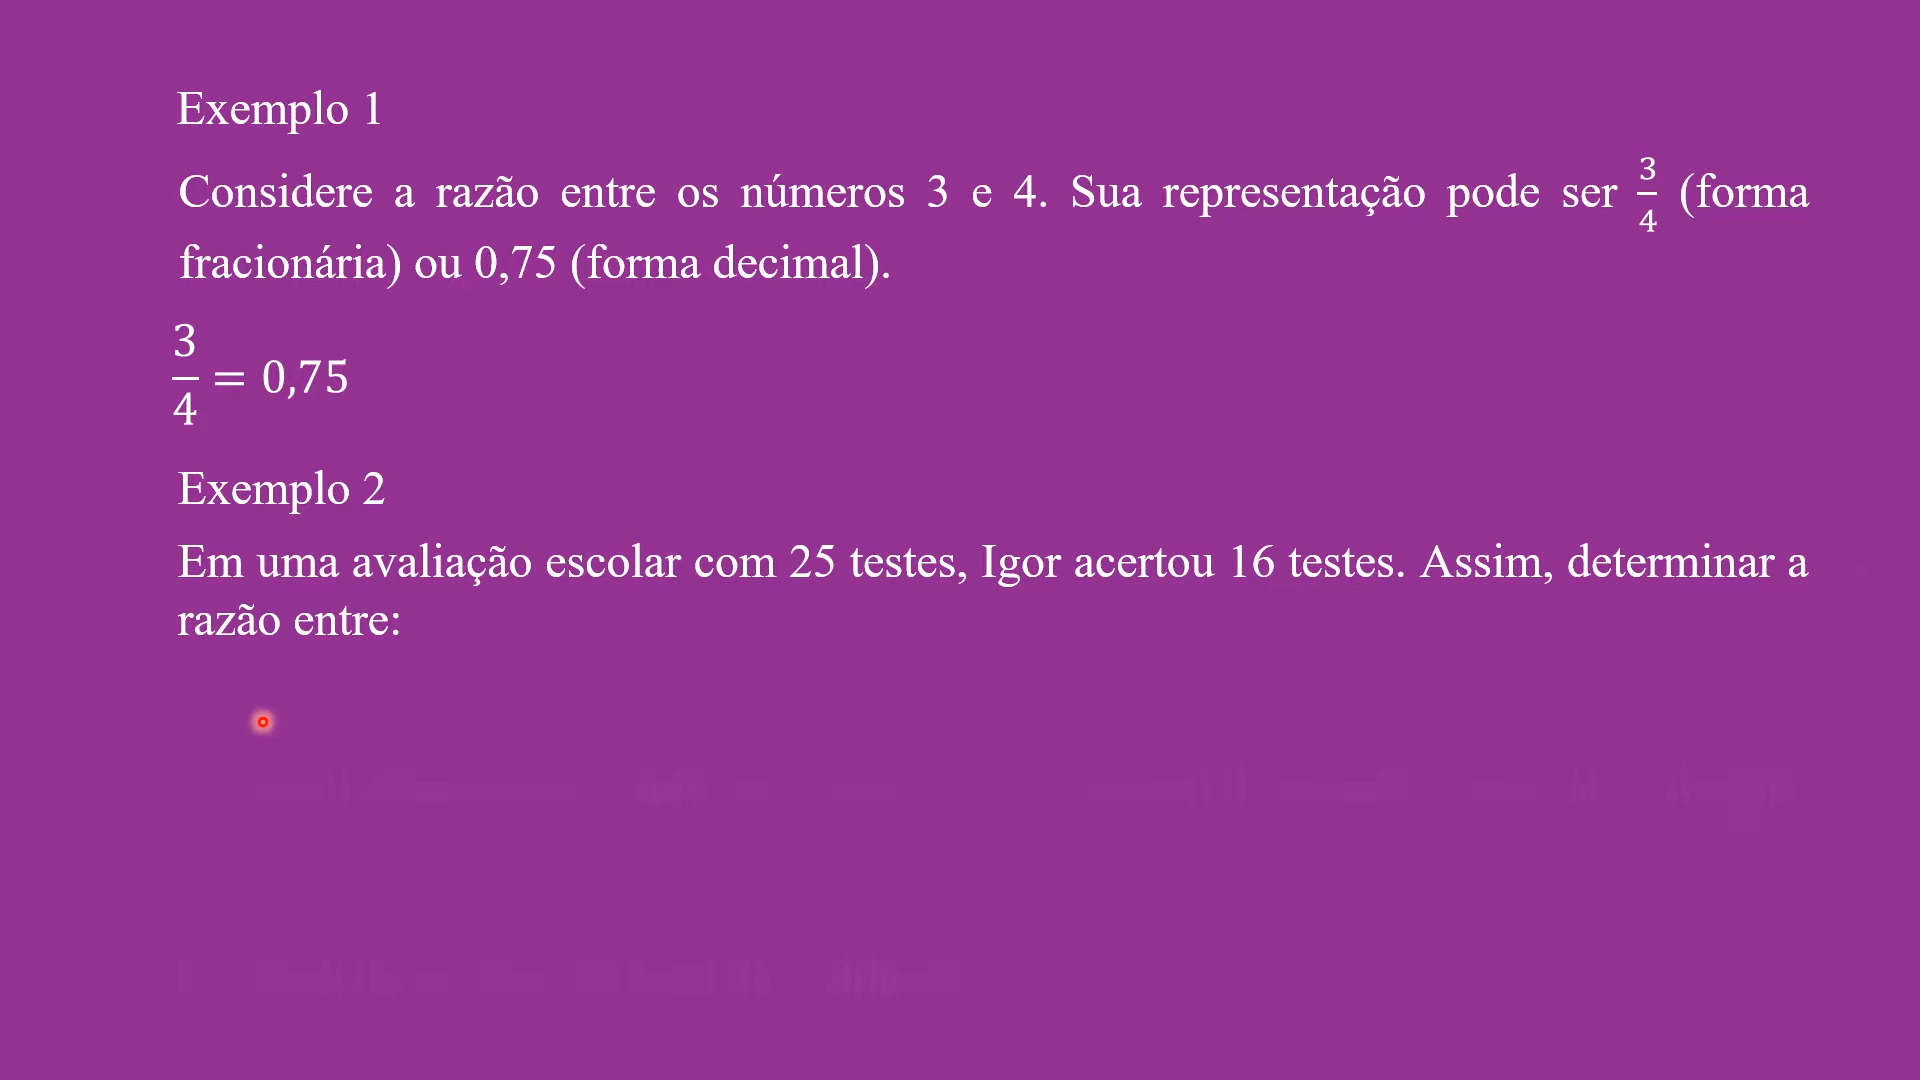 Exemplo 1
Considere a razão entre os números 3 e 4. Sua representação pode ser 3/4 (forma
fracionária) ou 0,75 (forma decimal).
3/4 = 0,75
Exemplo 2
Em uma avaliação escolar com 25 testes, Igor acertou 16 testes. Assim, determinar a
razão entre: